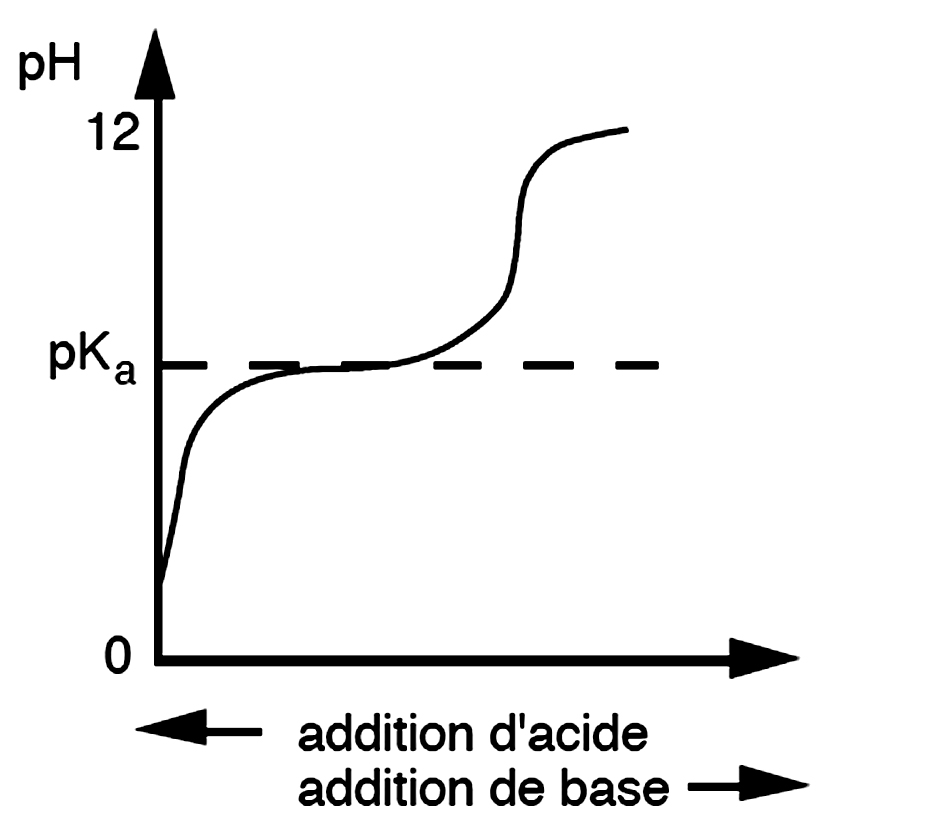 pH
12
pKa
0
addition d'acide
addition de base